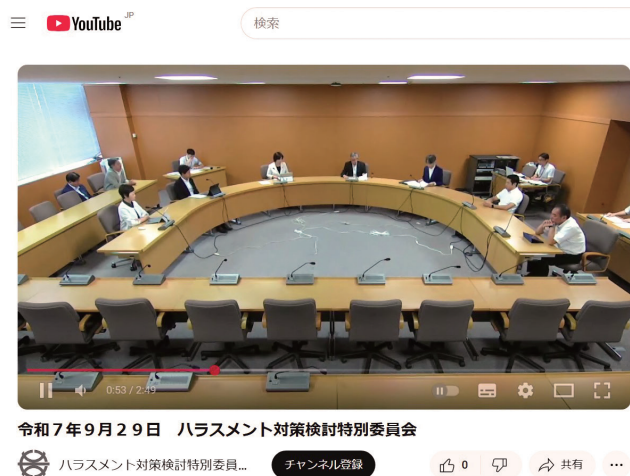 YouTube JP
検索
0:53 / 2:49
令和7年9月29日　ハラスメント対策検討特別委員会
ハラスメント対策検討特別委員...
チャンネル登録
0
共有